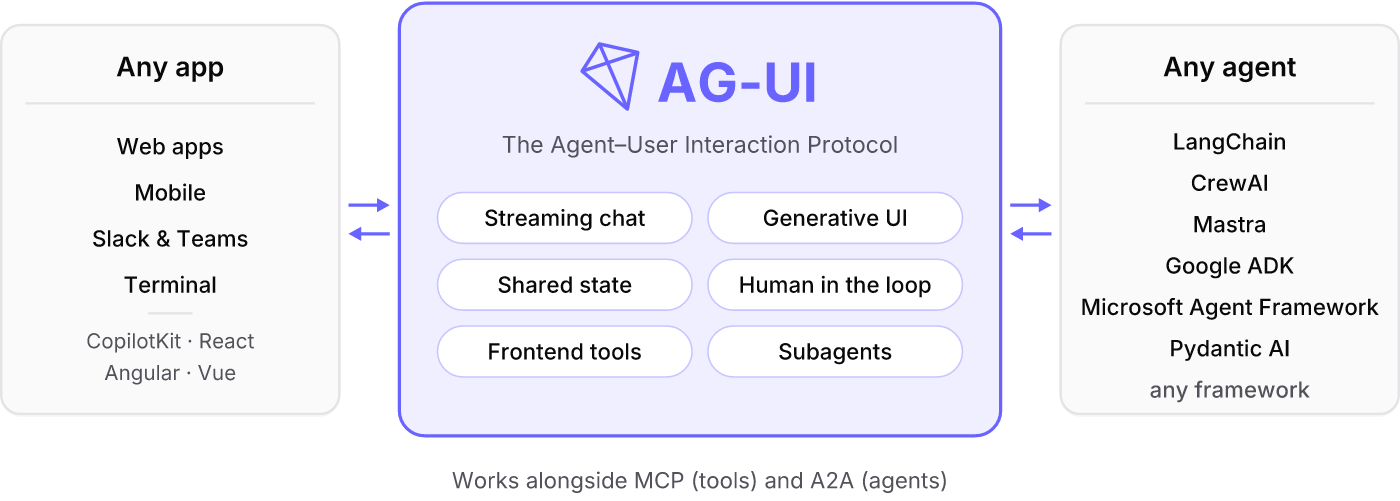 Any app
Web apps
Mobile
Slack & Teams
Terminal
CopilotKit · React
Angular · Vue
AG-UI
The Agent–User Interaction Protocol
Streaming chat
Generative UI
Shared state
Human in the loop
Frontend tools
Subagents
Any agent
LangChain
CrewAI
Mastra
Google ADK
Microsoft Agent Framework
Pydantic AI
any framework
Works alongside MCP (tools) and A2A (agents)